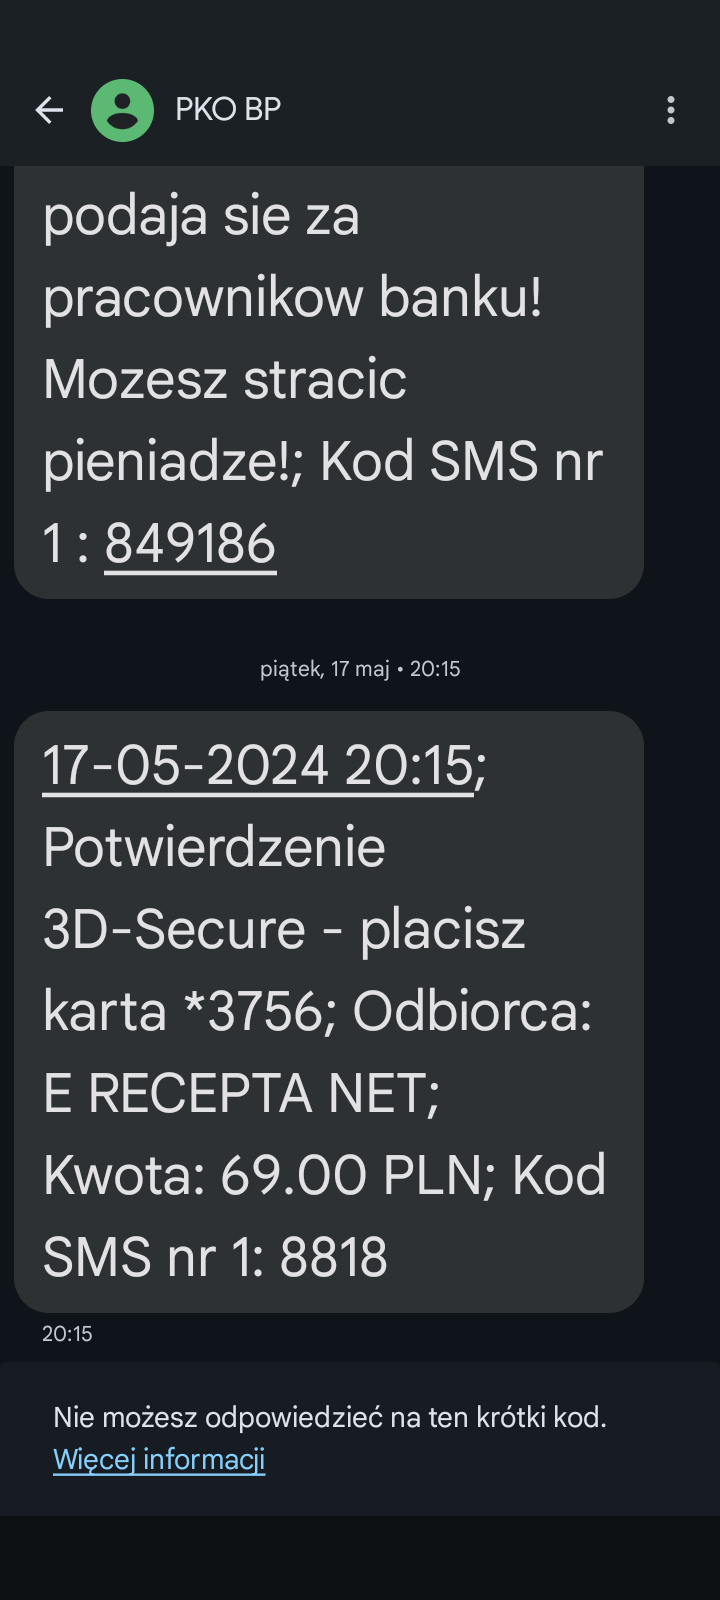 PKO BP
podaja sie za
pracownikow banku!
Mozesz stracic
pieniadze!; Kod SMS nr
1 : 849186
piątek, 17 maj • 20:15
17-05-2024 20:15;
Potwierdzenie
3D-Secure - placisz
karta *3756; Odbiorca:
E RECEPTA NET;
Kwota: 69.00 PLN; Kod
SMS nr 1: 8818
20:15
Nie możesz odpowiedzieć na ten krótki kod.
Więcej informacji